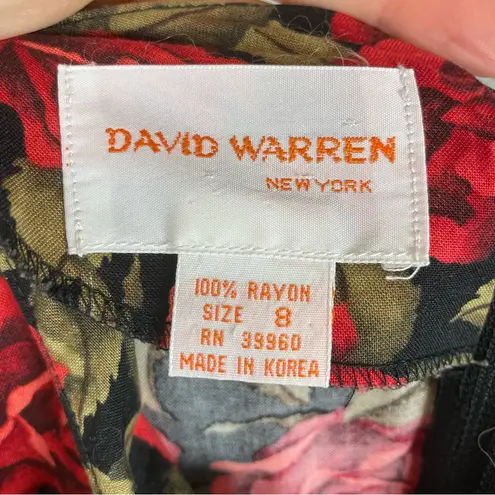 DAVID WARREN
NEW YORK
100% RAYON
SIZE 8
RN 39960
MADE IN KOREA